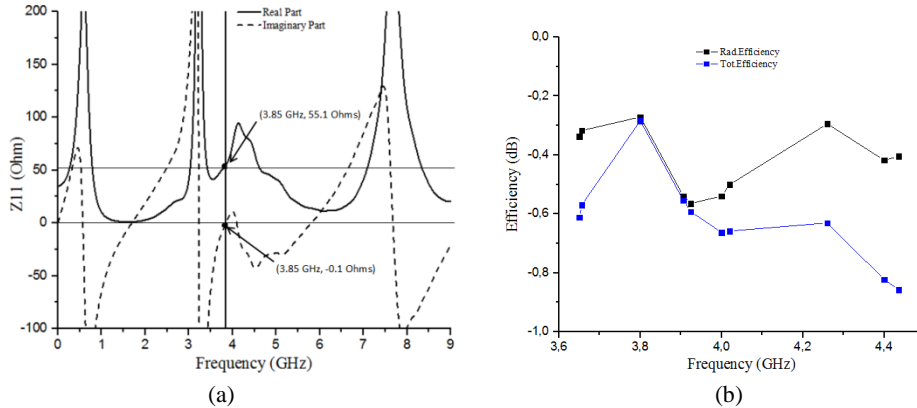 200
150
100
50
0
-50
-100
Z11 (Ohm)
Real Part
Imaginary Part
(3.85 GHz, 55.1 Ohms)
(3.85 GHz, -0.1 Ohms)
0 1 2 3 4 5 6 7 8 9
Frequency (GHz)
(a)
0,0
-0,2
-0,4
-0,6
-0,8
-1,0
Efficiency (dB)
Rad.Efficiency
Tot.Efficiency
3,6 3,8 4,0 4,2 4,4
Frequency (GHz)
(b)